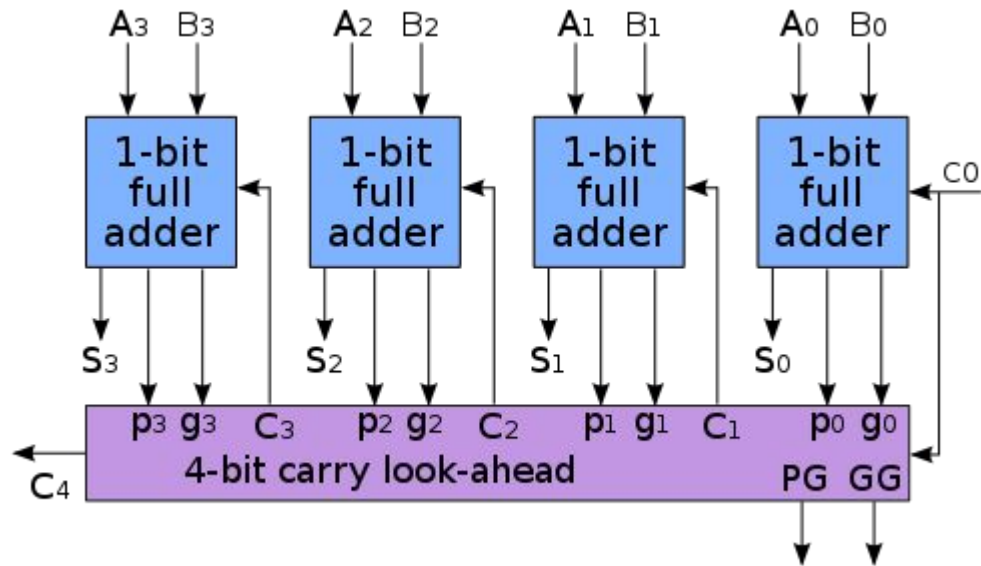 A3 B3 A2 B2 A1 B1 A0 B0
1-bit full adder
1-bit full adder
1-bit full adder
1-bit full adder
C0
S3 S2 S1 S0
p3 g3 C3 p2 g2 C2 p1 g1 C1 p0 g0
4-bit carry look-ahead
PG GG
C4